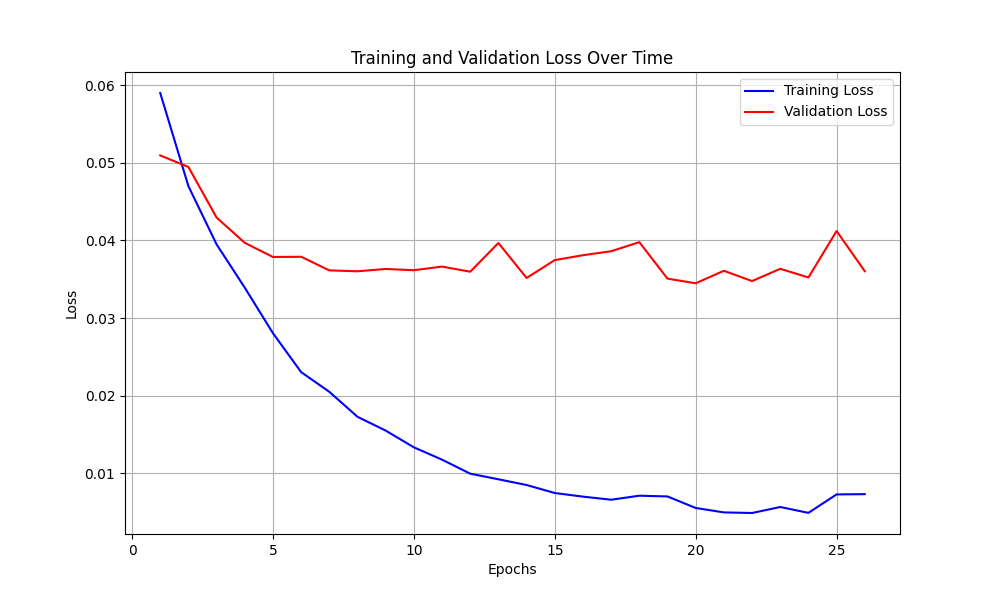 Training and Validation Loss Over Time
Training Loss
Validation Loss
Loss
0.06
0.05
0.04
0.03
0.02
0.01
0 5 10 15 20 25
Epochs